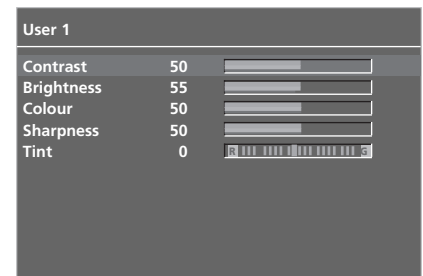 User 1
Contrast 50
Brightness 55
Colour 50
Sharpness 50
Tint 0 R G